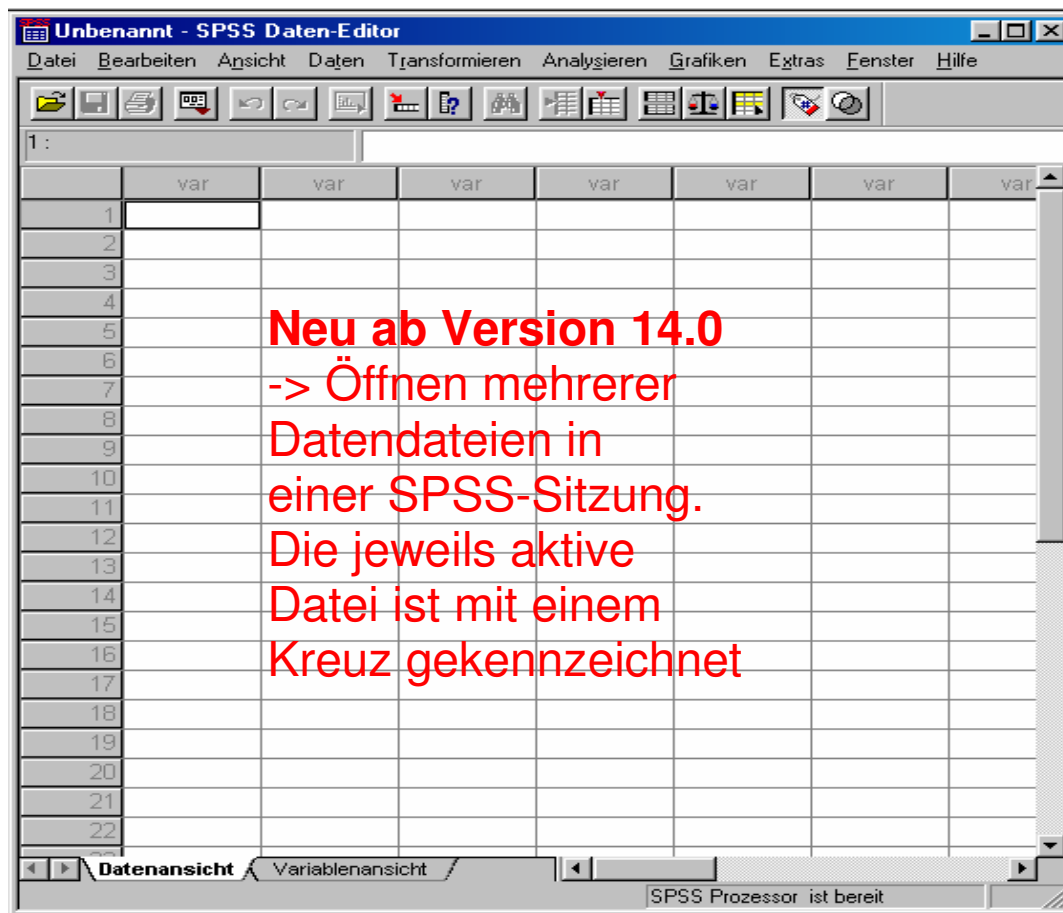 Unbenannt - SPSS Daten-Editor
Datei Bearbeiten Ansicht Daten Transformieren Analysieren Grafiken Extras Fenster Hilfe
1 :
var var var var var var var
1
2
3
4
5
6
7
8
9
10
11
12
13
14
15
16
17
18
19
20
21
22
Neu ab Version 14.0
-> Öffnen mehrerer
Datendateien in
einer SPSS-Sitzung.
Die jeweils aktive
Datei ist mit einem
Kreuz gekennzeichnet
Datenansicht Variablenansicht
SPSS Prozessor ist bereit